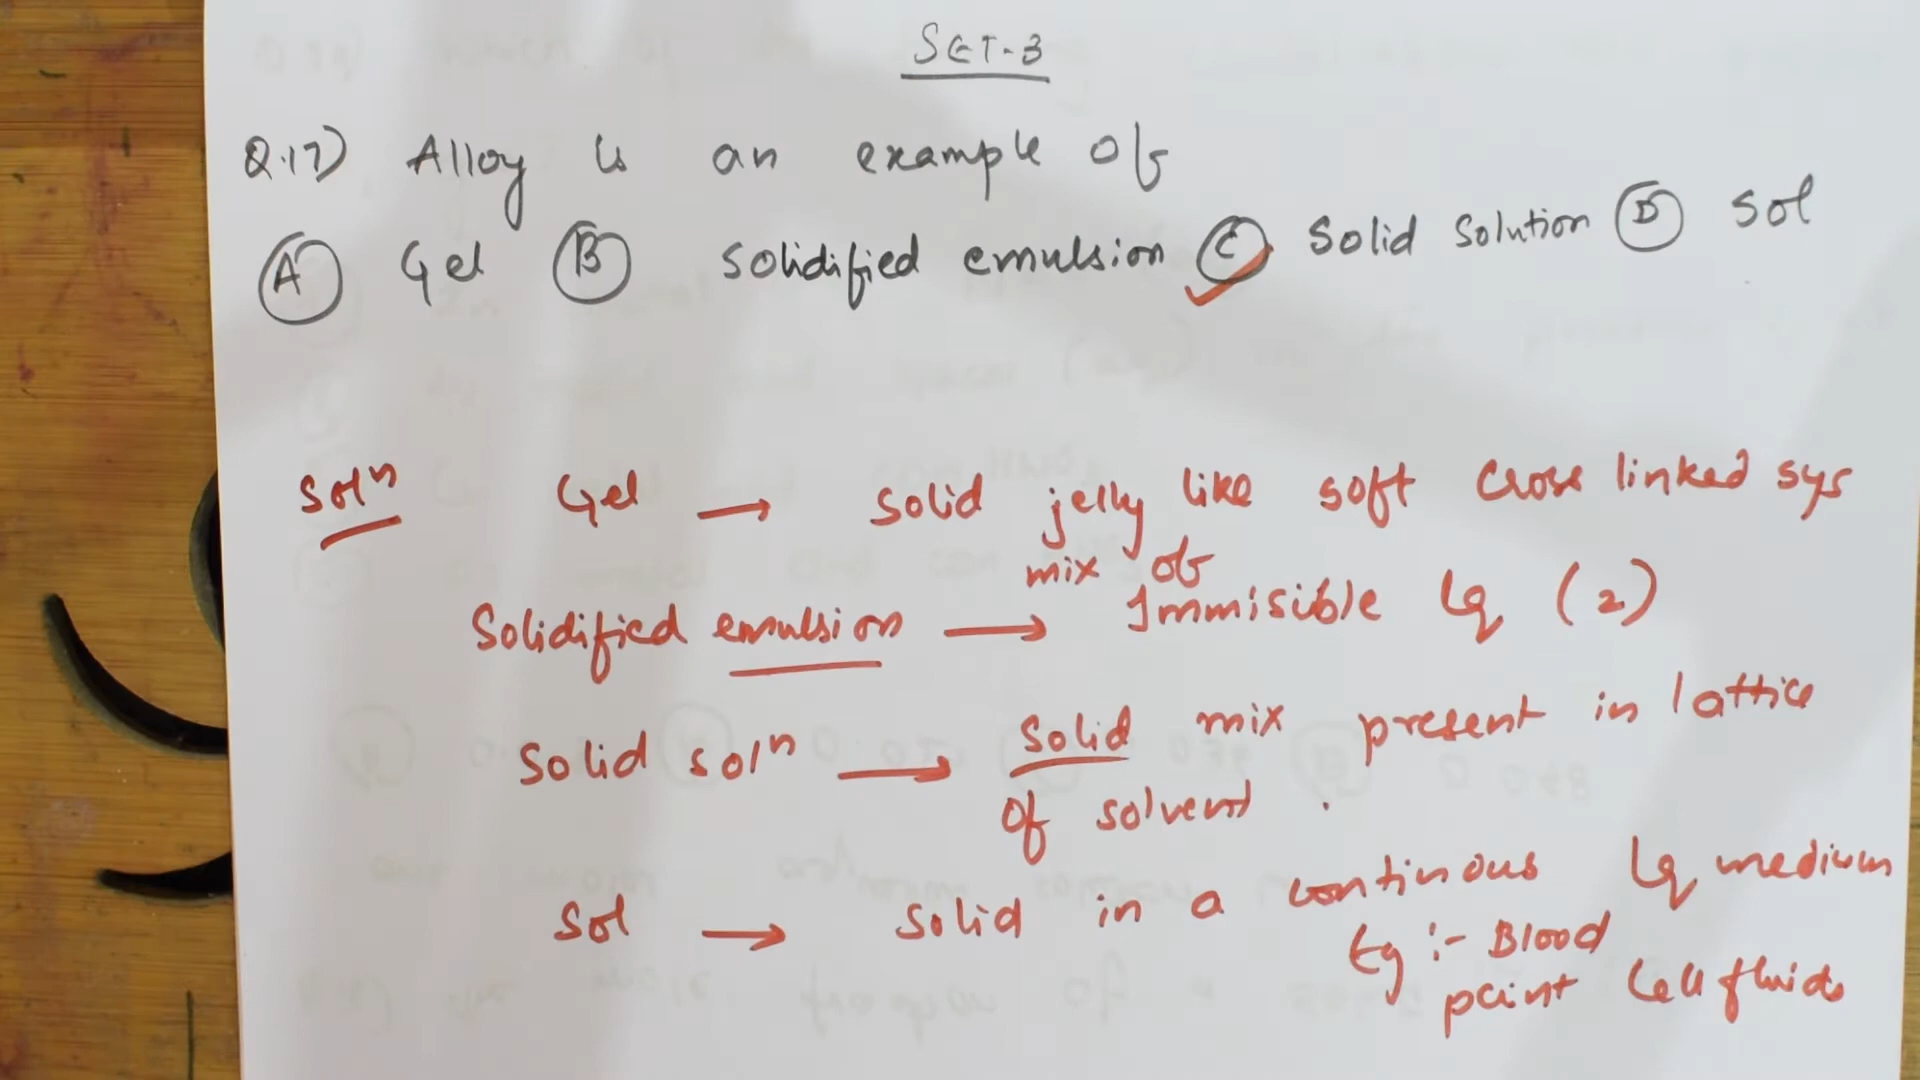 SET-3
Q.17) Alloy is an example of
(A) Gel (B) solidified emulsion (C) Solid Solution (D) Sol
Solⁿ Gel → solid jelly like soft cross linked sys
mix of
Solidified emulsion → Immisible lq (2)
Solid solⁿ → solid mix present in lattice
of solvent.
Sol → solid in a continous lq medium
Eg :- Blood
paint Cell fluids